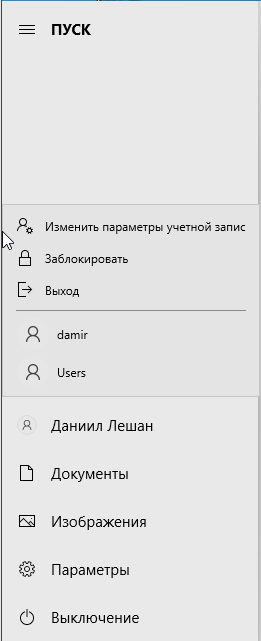 ПУСК
Изменить параметры учетной запис
Заблокировать
Выход
damir
Users
Даниил Лешан
Документы
Изображения
Параметры
Выключение